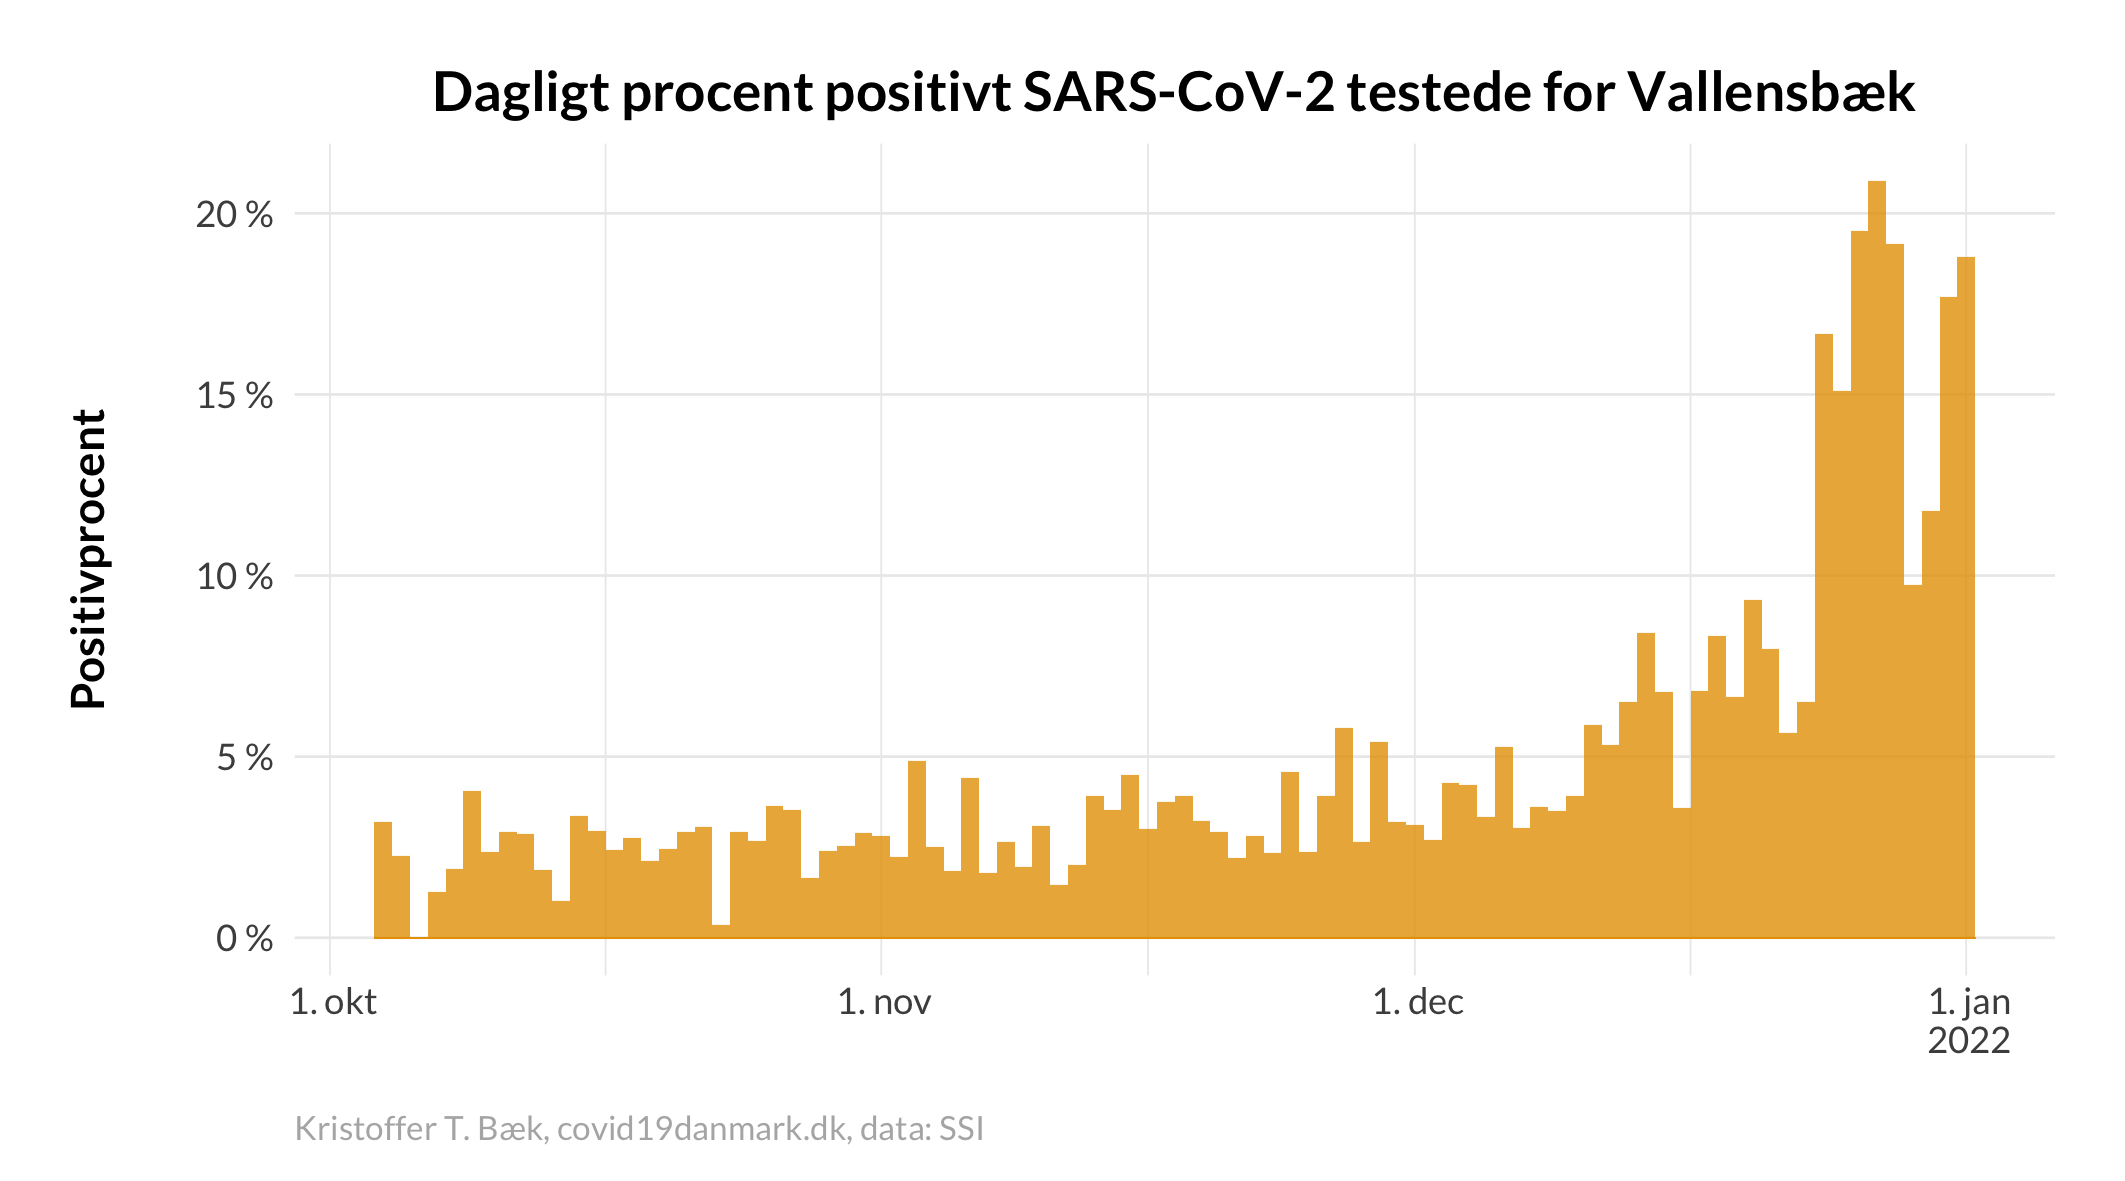 Dagligt procent positivt SARS-CoV-2 testede for Vallensbæk
Positivprocent
20 %
15 %
10 %
5 %
0 %
1. okt
1. nov
1. dec
1. jan
2022
Kristoffer T. Bæk, covid19danmark.dk, data: SSI